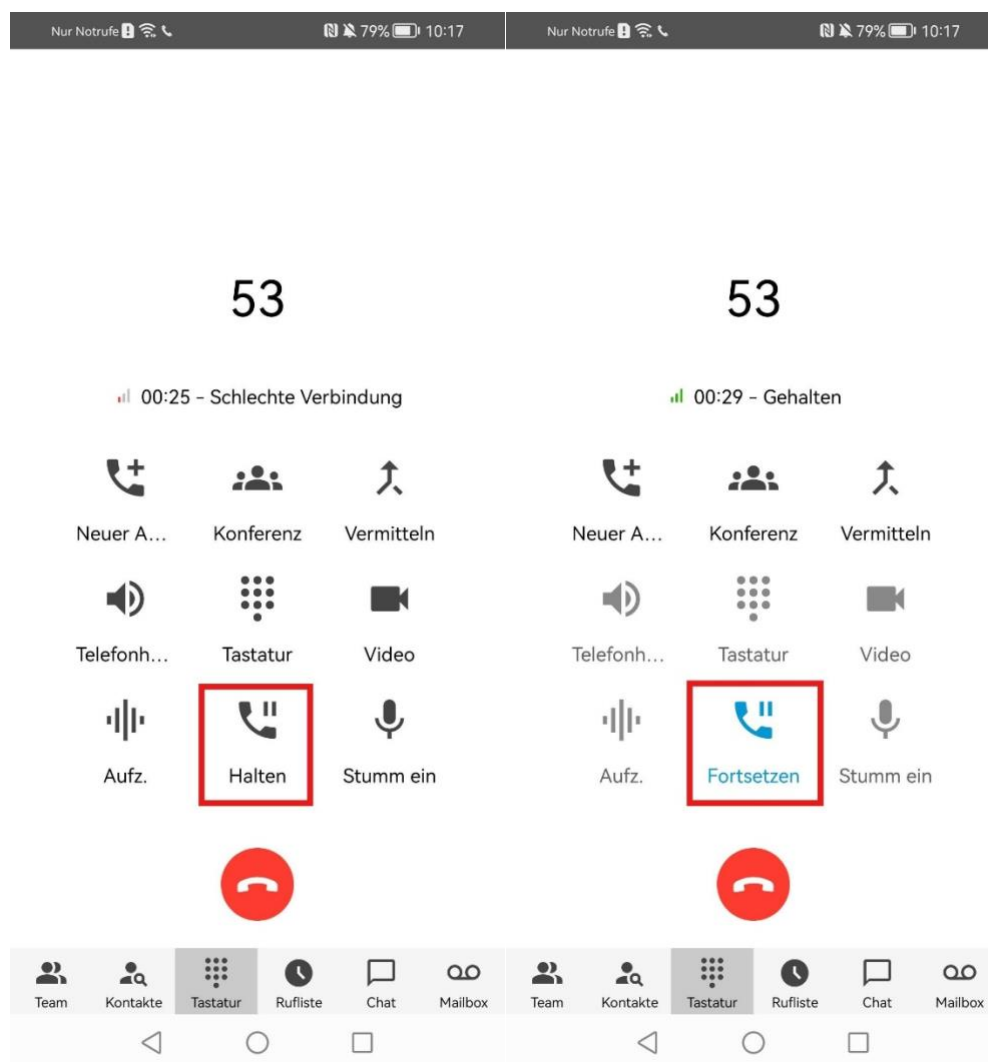 Nur Notrufe 79% 10:17
53
00:25 – Schlechte Verbindung
Neuer A... Konferenz Vermitteln
Telefonh... Tastatur Video
Aufz. Halten Stumm ein
Team Kontakte Tastatur Rufliste Chat Mailbox
Nur Notrufe 79% 10:17
53
00:29 – Gehalten
Neuer A... Konferenz Vermitteln
Telefonh... Tastatur Video
Aufz. Fortsetzen Stumm ein
Team Kontakte Tastatur Rufliste Chat Mailbox